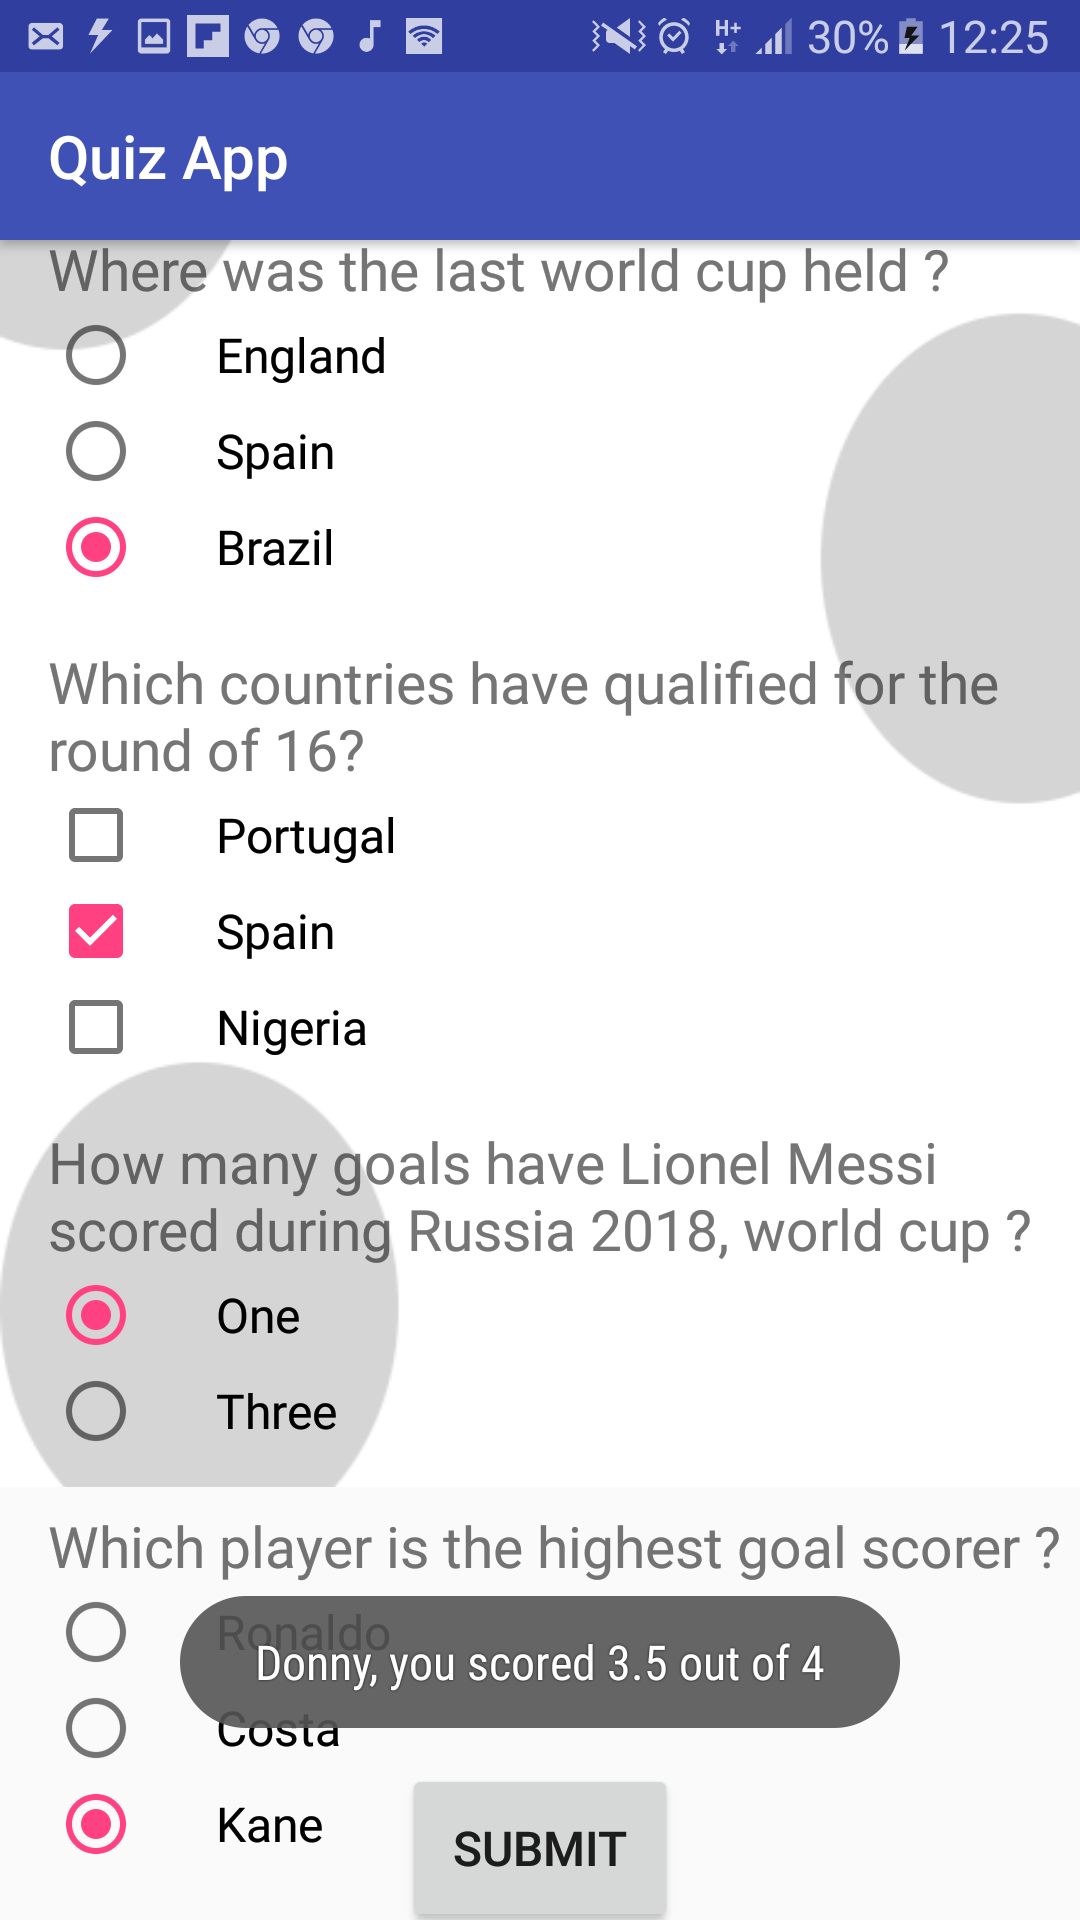 H+ 30% 12:25
Quiz App
Where was the last world cup held ?
England
Spain
Brazil
Which countries have qualified for the
round of 16?
Portugal
Spain
Nigeria
How many goals have Lionel Messi
scored during Russia 2018, world cup ?
One
Three
Which player is the highest goal scorer ?
Ronaldo
Donny, you scored 3.5 out of 4
Costa
Kane
SUBMIT